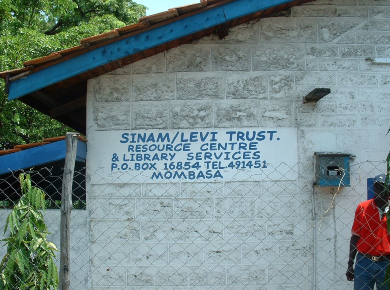 SINAM/LEVI TRUST.
RESOURCE CENTRE
& LIBRARY SERVICES
P.O. BOX 16854 TEL.491451
MOMBASA